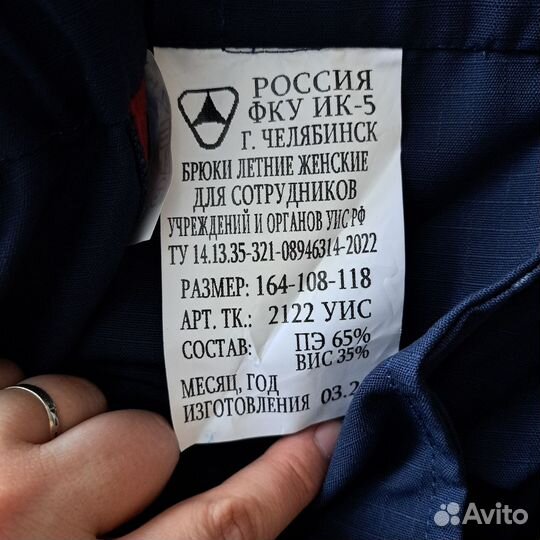 РОССИЯ
ФКУ ИК-5
Г. ЧЕЛЯБИНСК
БРЮКИ ЛЕТНИЕ ЖЕНСКИЕ
ДЛЯ СОТРУДНИКОВ
УЧРЕЖДЕНИЙ И ОРГАНОВ УИС РФ
ТУ 14.13.35-321-08946314-2022
РАЗМЕР: 164-108-118
АРТ. ТК.: 2122 УИС
СОСТАВ: ПЭ 65%
ВИС 35%
МЕСЯЦ, ГОД
ИЗГОТОВЛЕНИЯ 03.2
Avito